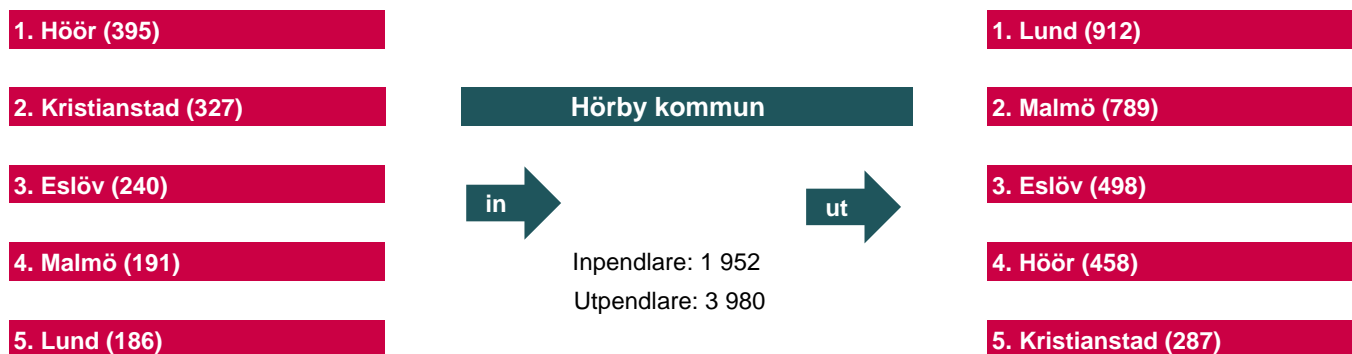 1. Höör (395)
2. Kristianstad (327)
3. Eslöv (240)
4. Malmö (191)
5. Lund (186)
Hörby kommun
in
ut
Inpendlare: 1 952
Utpendlare: 3 980
1. Lund (912)
2. Malmö (789)
3. Eslöv (498)
4. Höör (458)
5. Kristianstad (287)